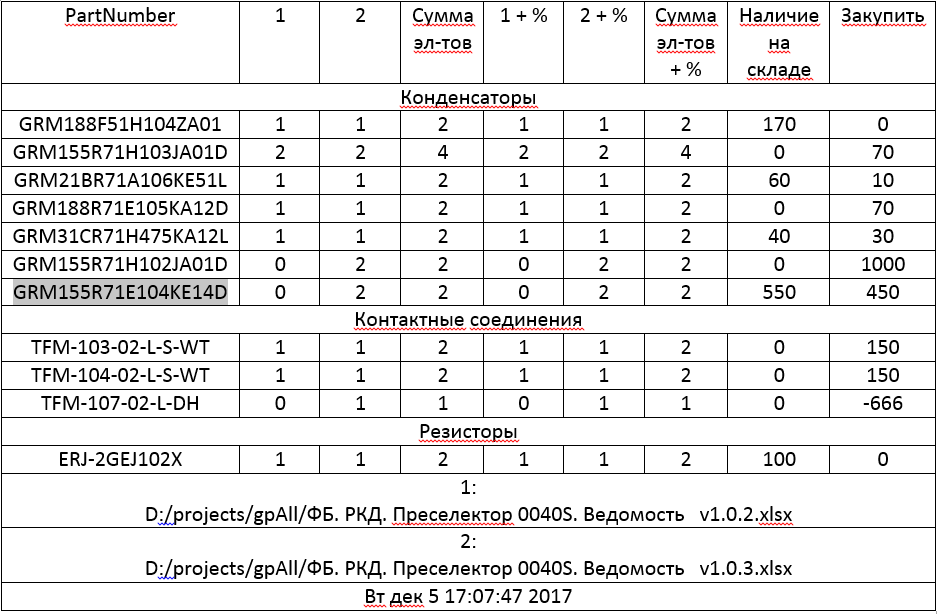 PartNumber 1 2 Сумма эл-тов 1 + % 2 + % Сумма эл-тов + % Наличие на складе Закупить
Конденсаторы
GRM188F51H104ZA01 1 1 2 1 1 2 170 0
GRM155R71H103JA01D 2 2 4 2 2 4 0 70
GRM21BR71A106KE51L 1 1 2 1 1 2 60 10
GRM188R71E105KA12D 1 1 2 1 1 2 0 70
GRM31CR71H475KA12L 1 1 2 1 1 2 40 30
GRM155R71H102JA01D 0 2 2 0 2 2 0 1000
GRM155R71E104KE14D 0 2 2 0 2 2 550 450
Контактные соединения
TFM-103-02-L-S-WT 1 1 2 1 1 2 0 150
TFM-104-02-L-S-WT 1 1 2 1 1 2 0 150
TFM-107-02-L-DH 0 1 1 0 1 1 0 -666
Резисторы
ERJ-2GEJ102X 1 1 2 1 1 2 100 0
1:
D:/projects/gpAll/ФБ. РКД. Преселектор 0040S. Ведомость v1.0.2.xlsx
2:
D:/projects/gpAll/ФБ. РКД. Преселектор 0040S. Ведомость v1.0.3.xlsx
Вт дек 5 17:07:47 2017